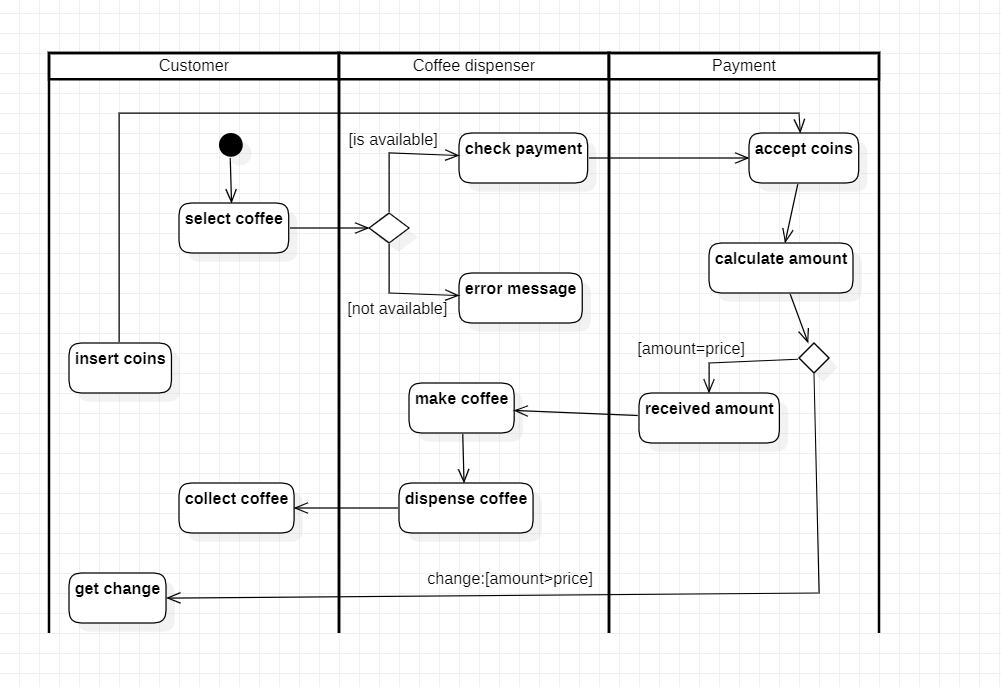 Customer
Coffee dispenser
Payment
[is available]
check payment
accept coins
select coffee
calculate amount
error message
[not available]
insert coins
[amount=price]
make coffee
received amount
collect coffee
dispense coffee
change:[amount>price]
get change